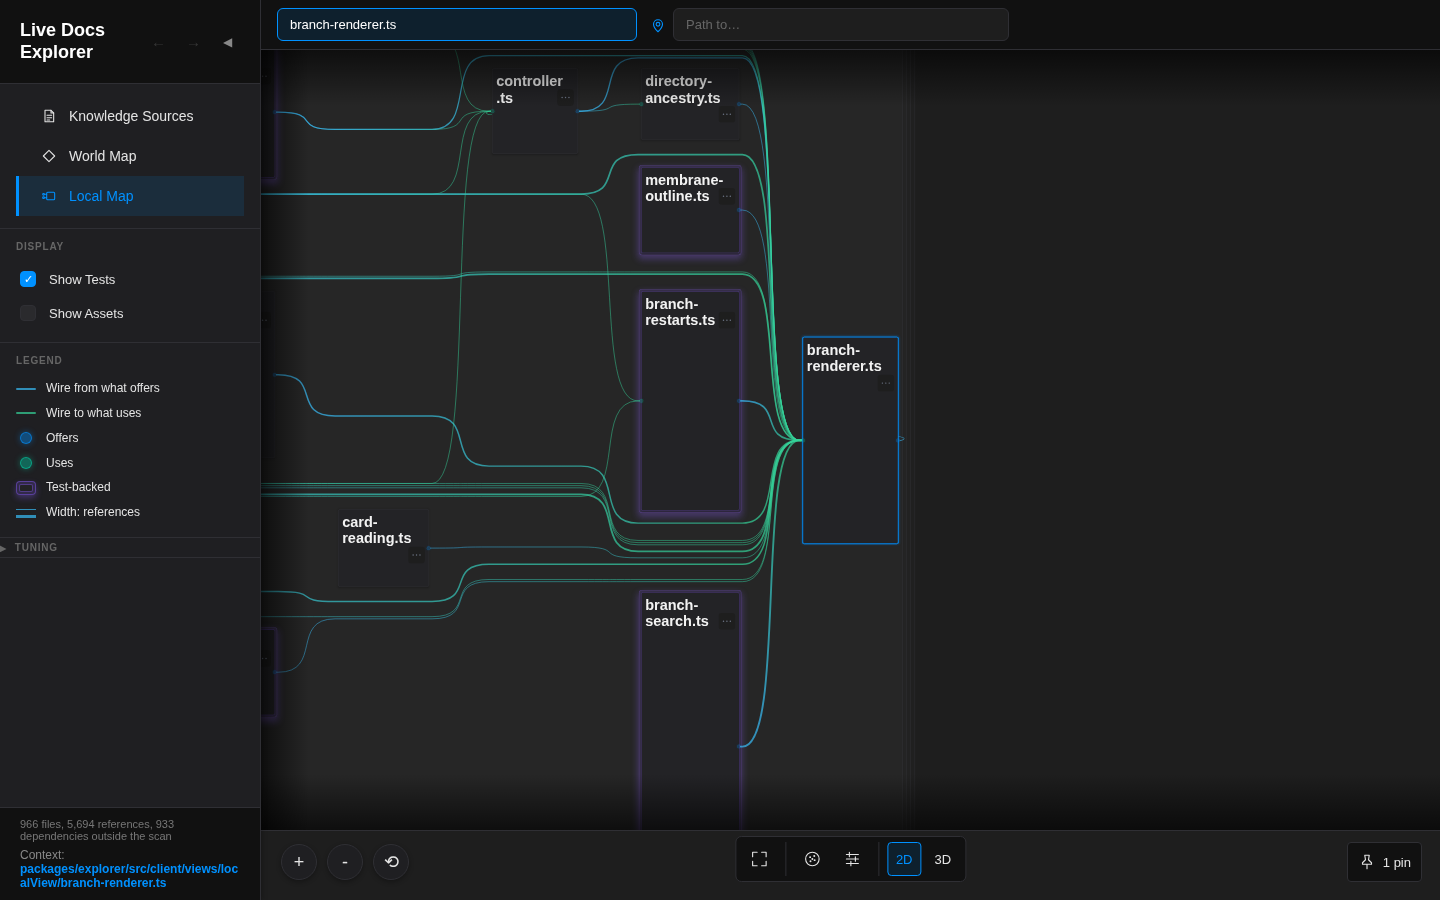 Live Docs
Explorer
← → ◀
branch-renderer.ts
Path to…
Knowledge Sources
World Map
Local Map
DISPLAY
✓ Show Tests
Show Assets
LEGEND
Wire from what offers
Wire to what uses
Offers
Uses
Test-backed
Width: references
▶ TUNING
966 files, 5,694 references, 933
dependencies outside the scan
Context:
packages/explorer/src/client/views/loc
alView/branch-renderer.ts
controller
.ts
...
directory-
ancestry.ts
...
membrane-
outline.ts ...
branch-
restarts.ts ...
branch-
renderer.ts
...
card-
reading.ts
...
branch-
search.ts ...
+ - ⟲
2D 3D
1 pin